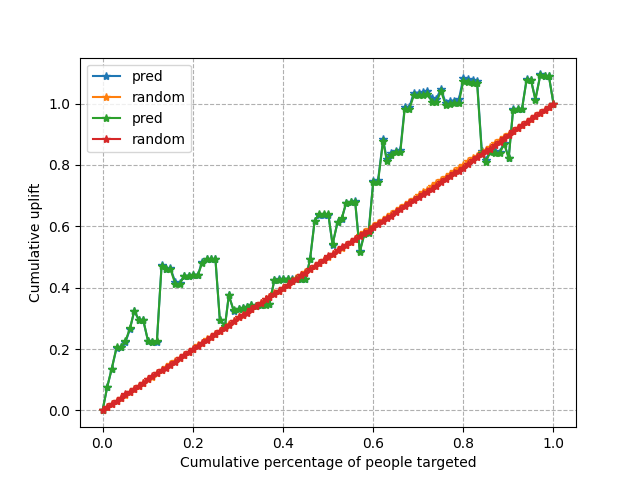 pred
random
pred
random
1.0
0.8
0.6
0.4
0.2
0.0
Cumulative uplift
0.0 0.2 0.4 0.6 0.8 1.0
Cumulative percentage of people targeted